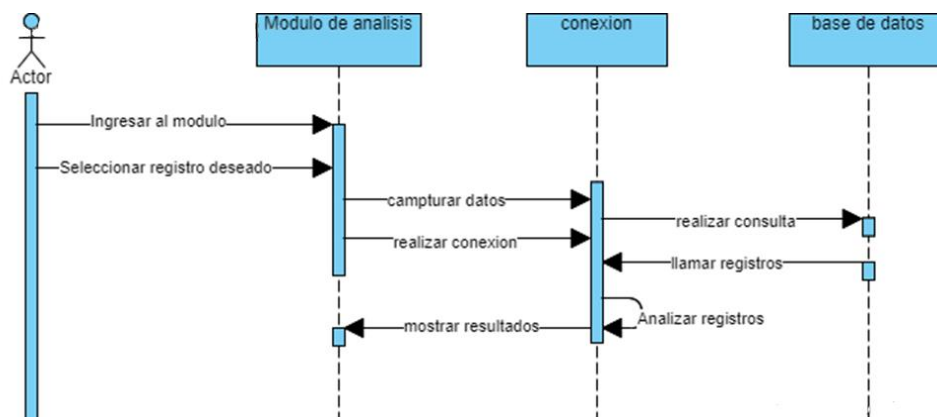 Modulo de analisis
conexion
base de datos
Actor
Ingresar al modulo
Seleccionar registro deseado
campturar datos
realizar consulta
realizar conexion
llamar registros
Analizar registros
mostrar resultados